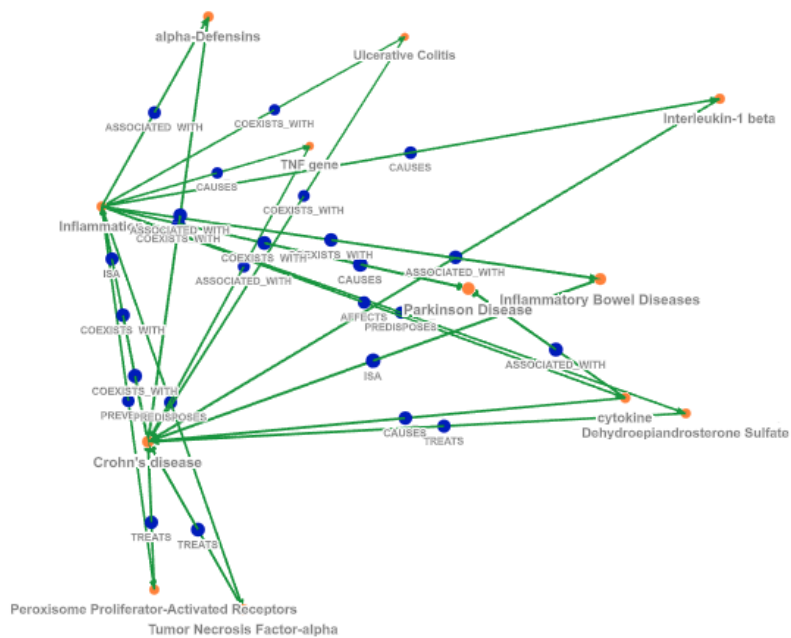 alpha-Defensins
Ulcerative Colitis
Interleukin-1 beta
ASSOCIATED_WITH
COEXISTS_WITH
TNF gene
CAUSES
CAUSES
COEXISTS_WITH
ASSOCIATED_WITH
COEXISTS_WITH
COEXISTS_WITH
ISA
ASSOCIATED_WITH
CAUSES
ASSOCIATED_WITH
Inflammatory Bowel Diseases
Parkinson Disease
AFFECTS
PREDISPOSES
COEXISTS_WITH
ASSOCIATED_WITH
ISA
COEXISTS_WITH
PREDISPOSES
cytokine
CAUSES
Dehydroepiandrosterone Sulfate
TREATS
Crohn's disease
TREATS
TREATS
Peroxisome Proliferator-Activated Receptors
Tumor Necrosis Factor-alpha